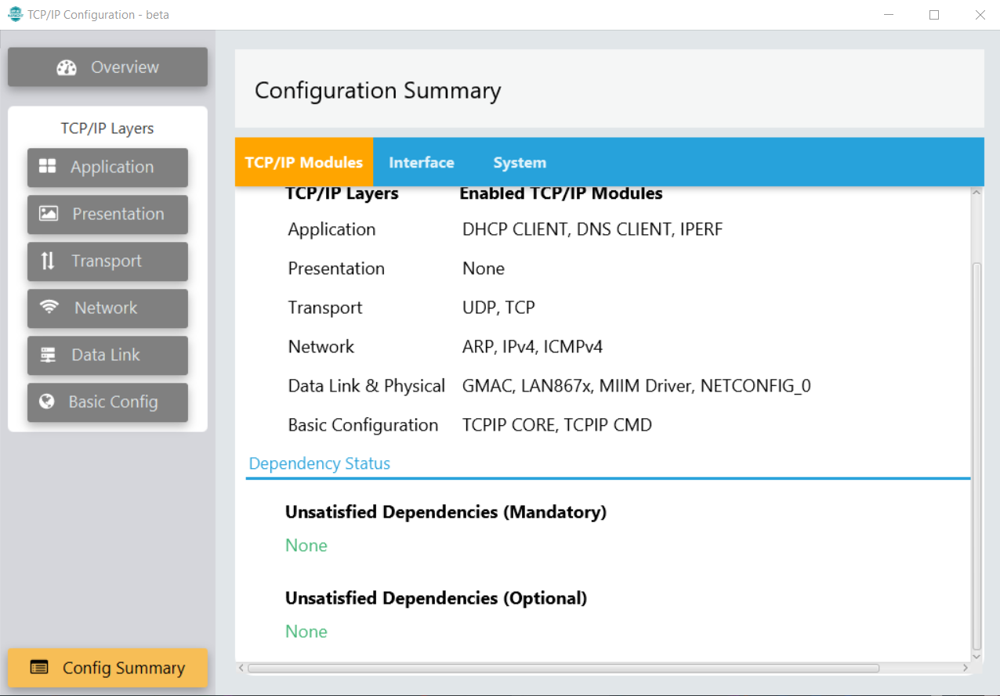 TCP/IP Configuration - beta
Overview
TCP/IP Layers
Application
Presentation
Transport
Network
Data Link
Basic Config
Config Summary
Configuration Summary
TCP/IP Modules Interface System
TCP/IP Layers Enabled TCP/IP Modules
Application DHCP CLIENT, DNS CLIENT, IPERF
Presentation None
Transport UDP, TCP
Network ARP, IPv4, ICMPv4
Data Link & Physical GMAC, LAN867x, MIIM Driver, NETCONFIG_0
Basic Configuration TCPIP CORE, TCPIP CMD
Dependency Status
Unsatisfied Dependencies (Mandatory)
None
Unsatisfied Dependencies (Optional)
None